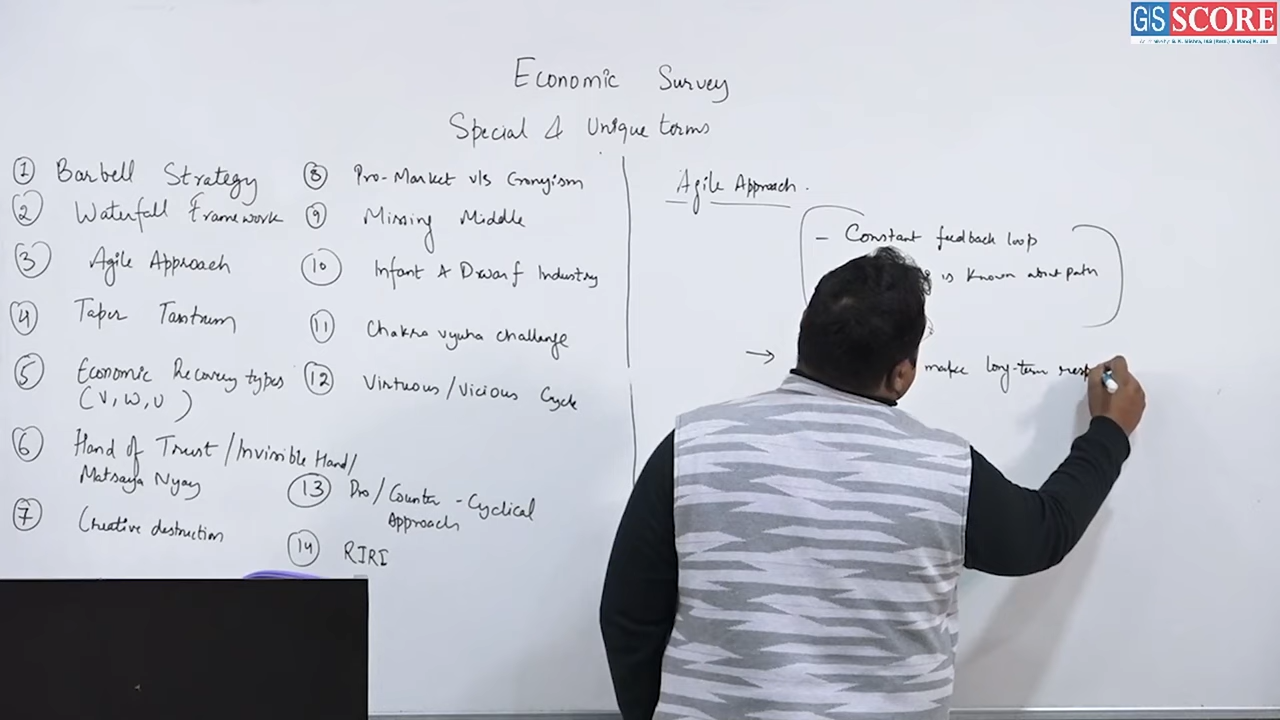 GS SCORE
Economic Survey
Special & Unique terms
① Barbell Strategy
② Waterfall Framework
③ Agile Approach
④ Taper Tantrum
⑤ Economic Recovery types
(V, W, U)
⑥ Hand of Trust / Invisible Hand /
Matsaya Nyay
⑦ Creative destruction
⑧ Pro-Market v/s Cronyism
⑨ Missing Middle
⑩ Infant & Dwarf Industry
⑪ Chakra vyuha challenge
⑫ Virtuous / Vicious Cycle
⑬ Pro / Counter - Cyclical
Approach
⑭ RIRI
Agile Approach.
- Constant feedback loop
is known about path
→ make long-term resp